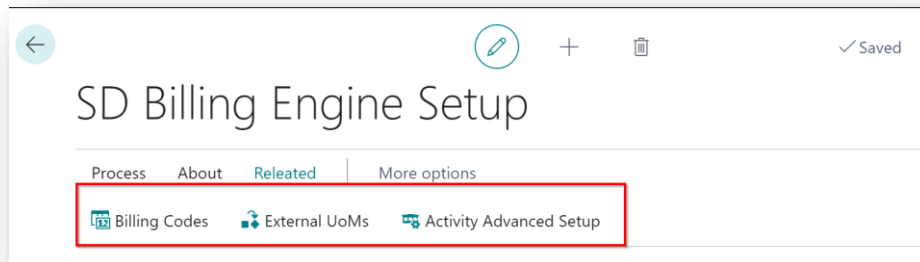 Saved
SD Billing Engine Setup
Process About Releated More options
Billing Codes External UoMs Activity Advanced Setup